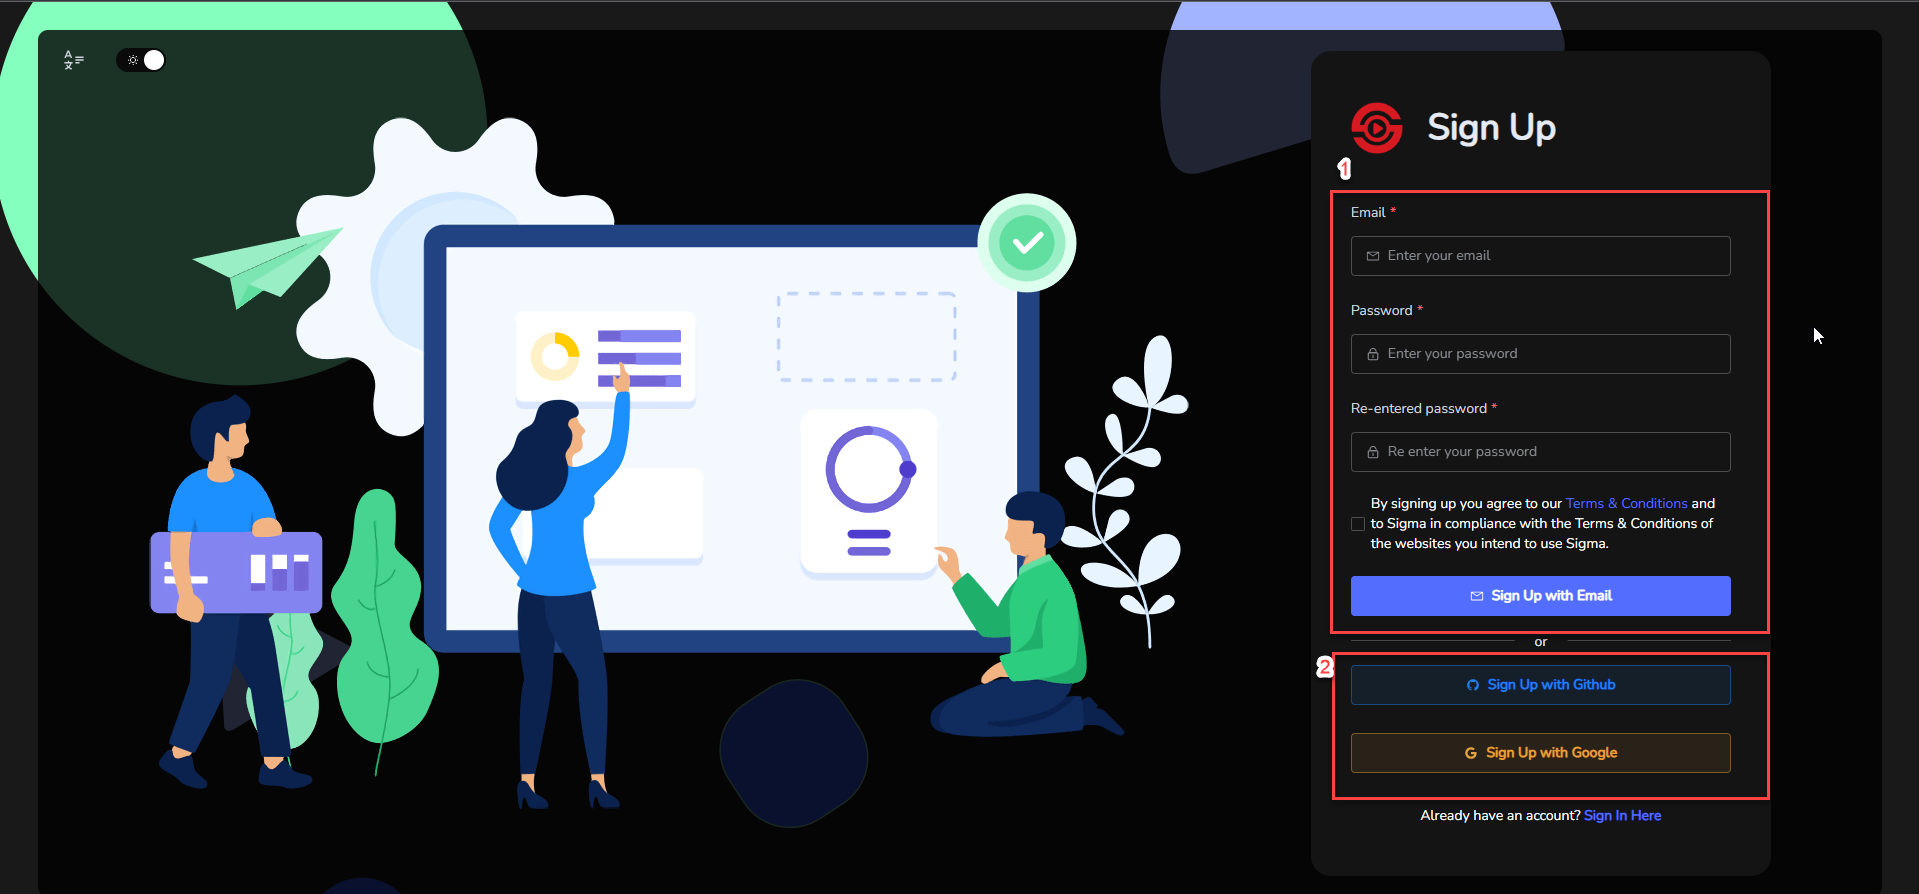 Sign Up
1
Email *
Enter your email
Password *
Enter your password
Re-entered password *
Re enter your password
By signing up you agree to our Terms & Conditions and
to Sigma in compliance with the Terms & Conditions of
the websites you intend to use Sigma.
Sign Up with Email
or
2
Sign Up with Github
Sign Up with Google
Already have an account? Sign In Here